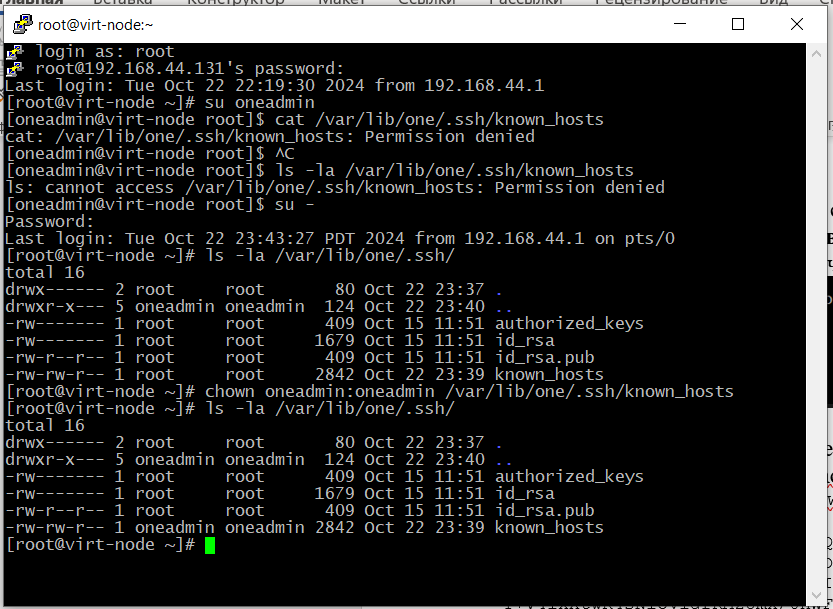 Главная Вставка Конструктор Макет Ссылки Рассылки Рецензирование Вид
root@virt-node:~
login as: root
root@192.168.44.131's password:
Last login: Tue Oct 22 22:19:30 2024 from 192.168.44.1
[root@virt-node ~]# su oneadmin
[oneadmin@virt-node root]$ cat /var/lib/one/.ssh/known_hosts
cat: /var/lib/one/.ssh/known_hosts: Permission denied
[oneadmin@virt-node root]$ ^C
[oneadmin@virt-node root]$ ls -la /var/lib/one/.ssh/known_hosts
ls: cannot access /var/lib/one/.ssh/known_hosts: Permission denied
[oneadmin@virt-node root]$ su -
Password:
Last login: Tue Oct 22 23:43:27 PDT 2024 from 192.168.44.1 on pts/0
[root@virt-node ~]# ls -la /var/lib/one/.ssh/
total 16
drwx------ 2 root     root       80 Oct 22 23:37 .
drwxr-x--- 5 oneadmin oneadmin  124 Oct 22 23:40 ..
-rw------- 1 root     root      409 Oct 15 11:51 authorized_keys
-rw------- 1 root     root     1679 Oct 15 11:51 id_rsa
-rw-r--r-- 1 root     root      409 Oct 15 11:51 id_rsa.pub
-rw-rw-r-- 1 root     root     2842 Oct 22 23:39 known_hosts
[root@virt-node ~]# chown oneadmin:oneadmin /var/lib/one/.ssh/known_hosts
[root@virt-node ~]# ls -la /var/lib/one/.ssh/
total 16
drwx------ 2 root     root       80 Oct 22 23:37 .
drwxr-x--- 5 oneadmin oneadmin  124 Oct 22 23:40 ..
-rw------- 1 root     root      409 Oct 15 11:51 authorized_keys
-rw------- 1 root     root     1679 Oct 15 11:51 id_rsa
-rw-r--r-- 1 root     root      409 Oct 15 11:51 id_rsa.pub
-rw-rw-r-- 1 oneadmin oneadmin 2842 Oct 22 23:39 known_hosts
[root@virt-node ~]#